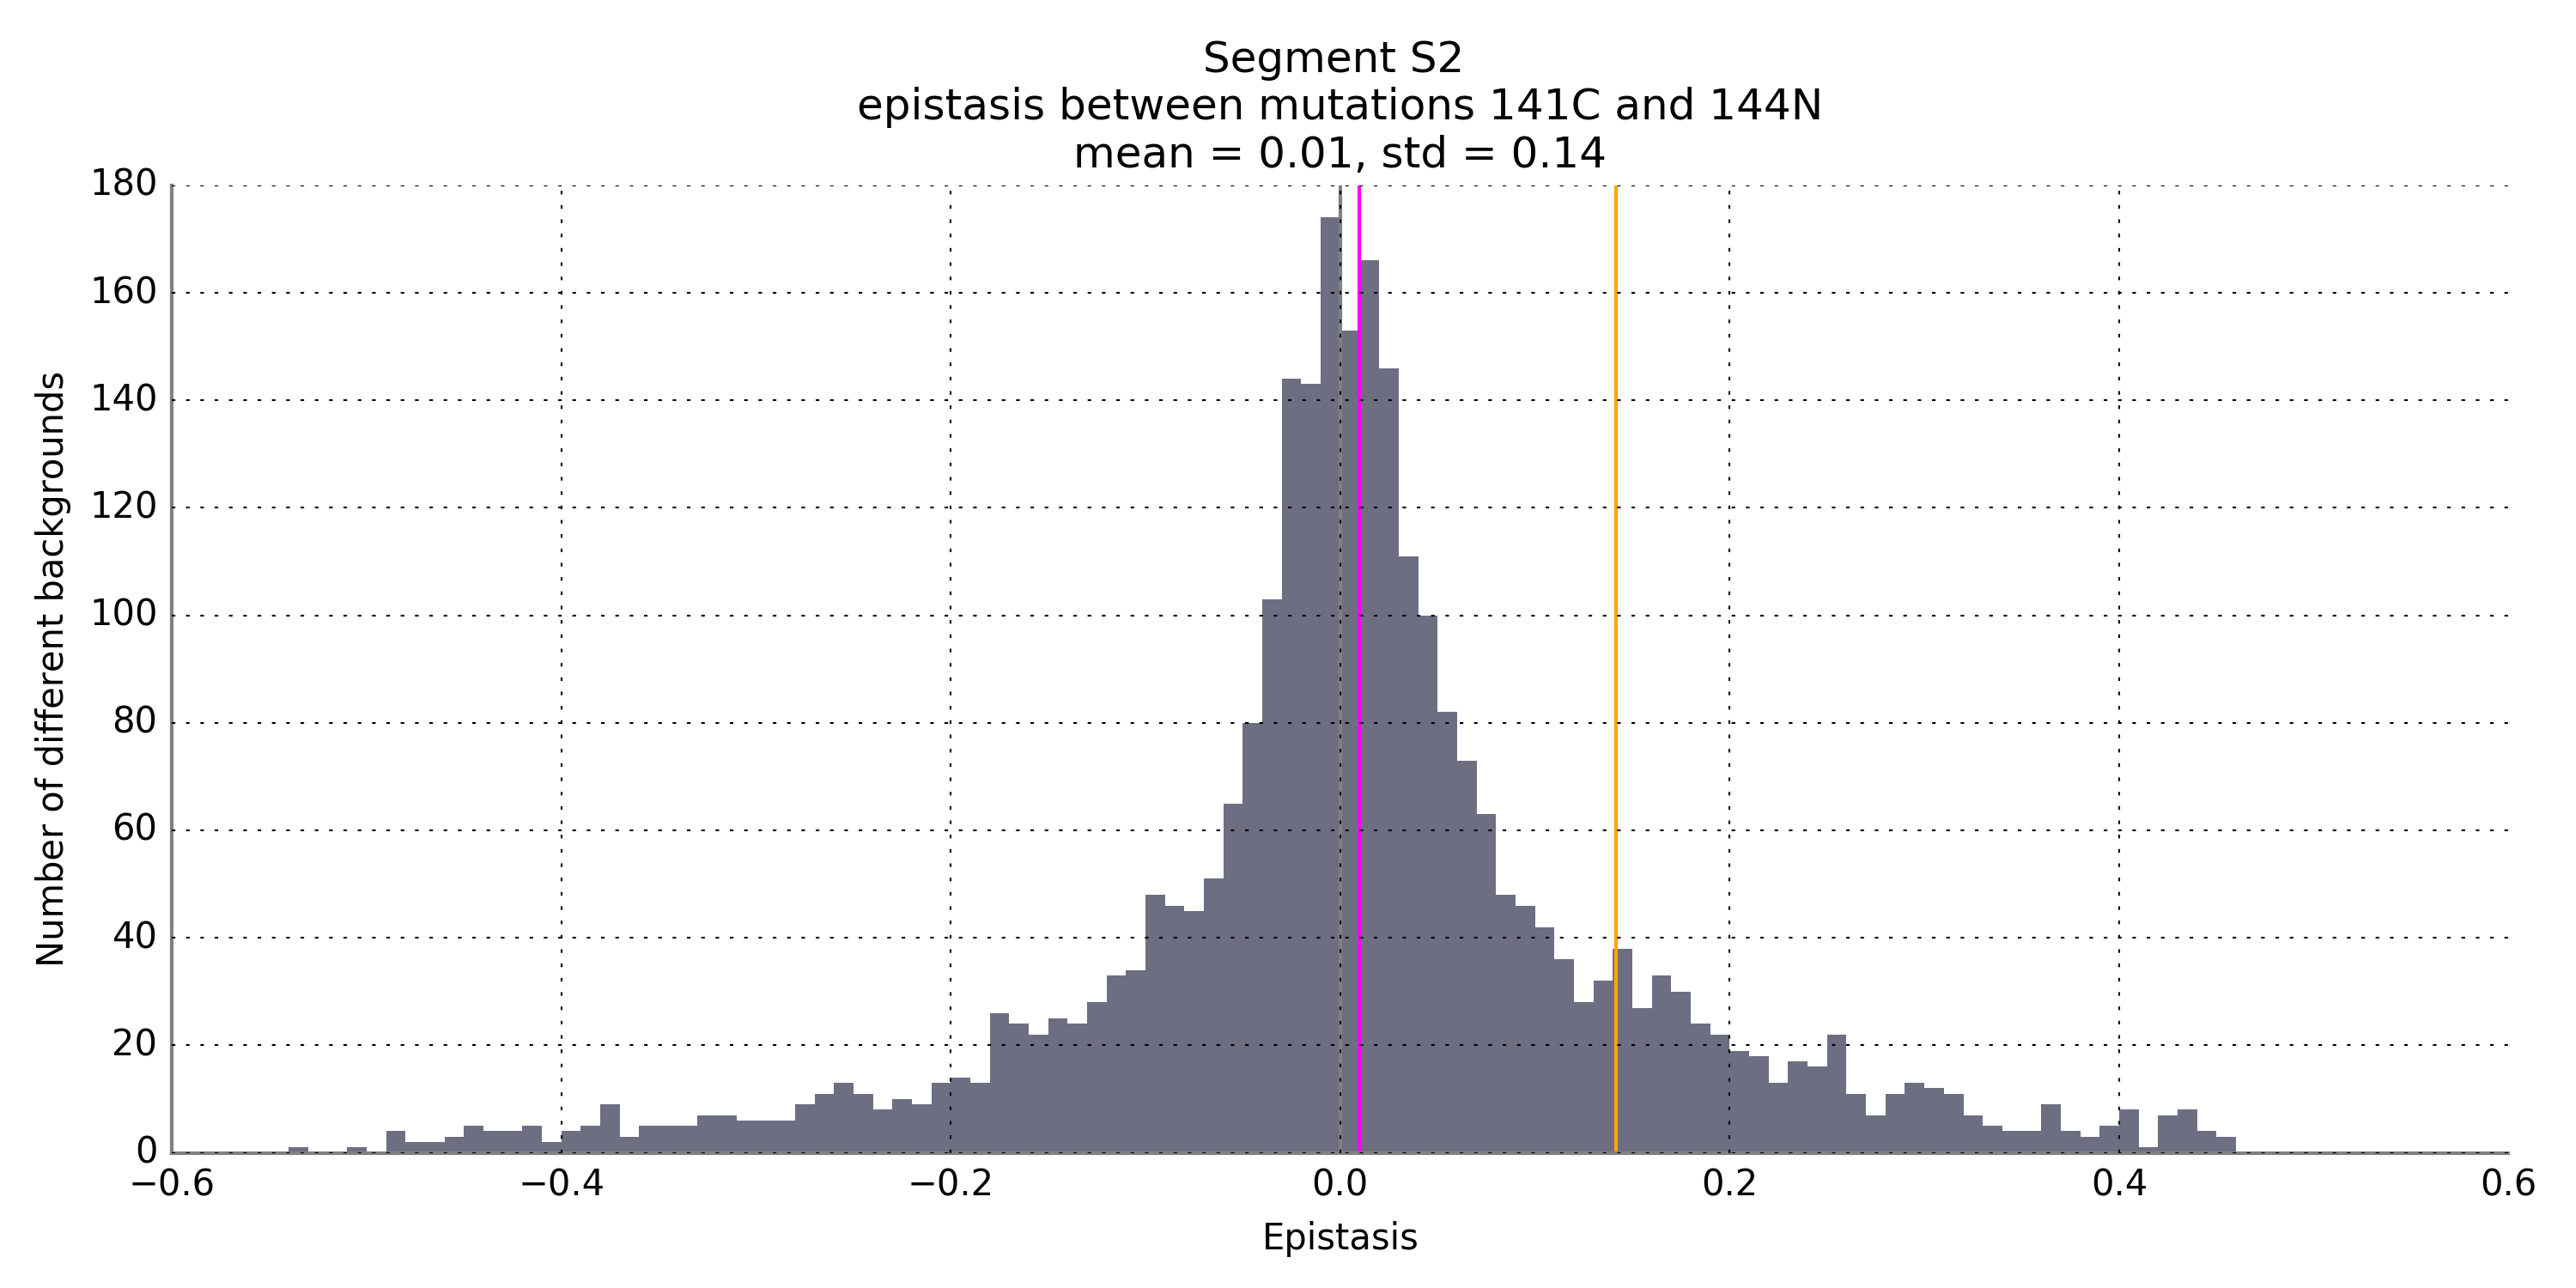 Segment S2
epistasis between mutations 141C and 144N
mean = 0.01, std = 0.14
180
160
140
120
100
80
60
40
20
0
Number of different backgrounds
−0.6 −0.4 −0.2 0.0 0.2 0.4 0.6
Epistasis